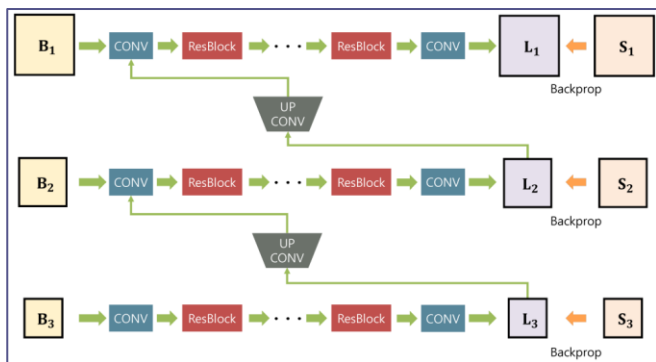 B₁ CONV ResBlock ··· ResBlock CONV L₁ S₁
Backprop
UP
CONV
B₂ CONV ResBlock ··· ResBlock CONV L₂ S₂
Backprop
UP
CONV
B₃ CONV ResBlock ··· ResBlock CONV L₃ S₃
Backprop